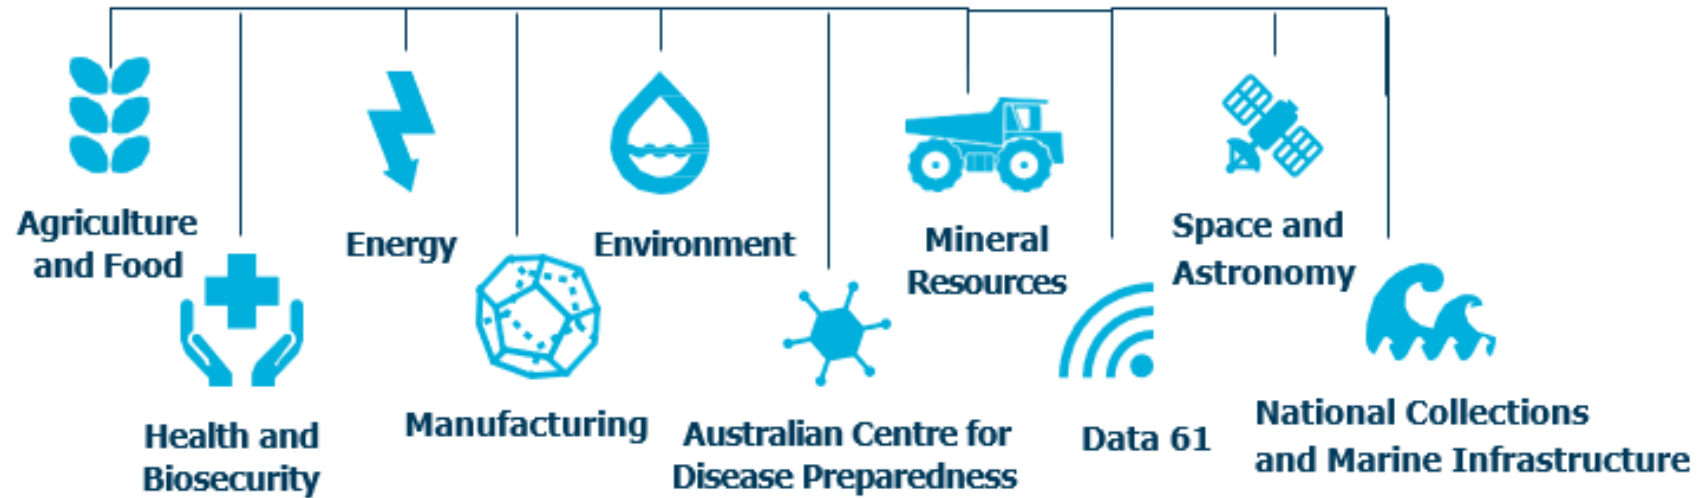 Agriculture
and Food
Health and
Biosecurity
Energy
Manufacturing
Environment
Australian Centre for
Disease Preparedness
Mineral
Resources
Data 61
Space and
Astronomy
National Collections
and Marine Infrastructure